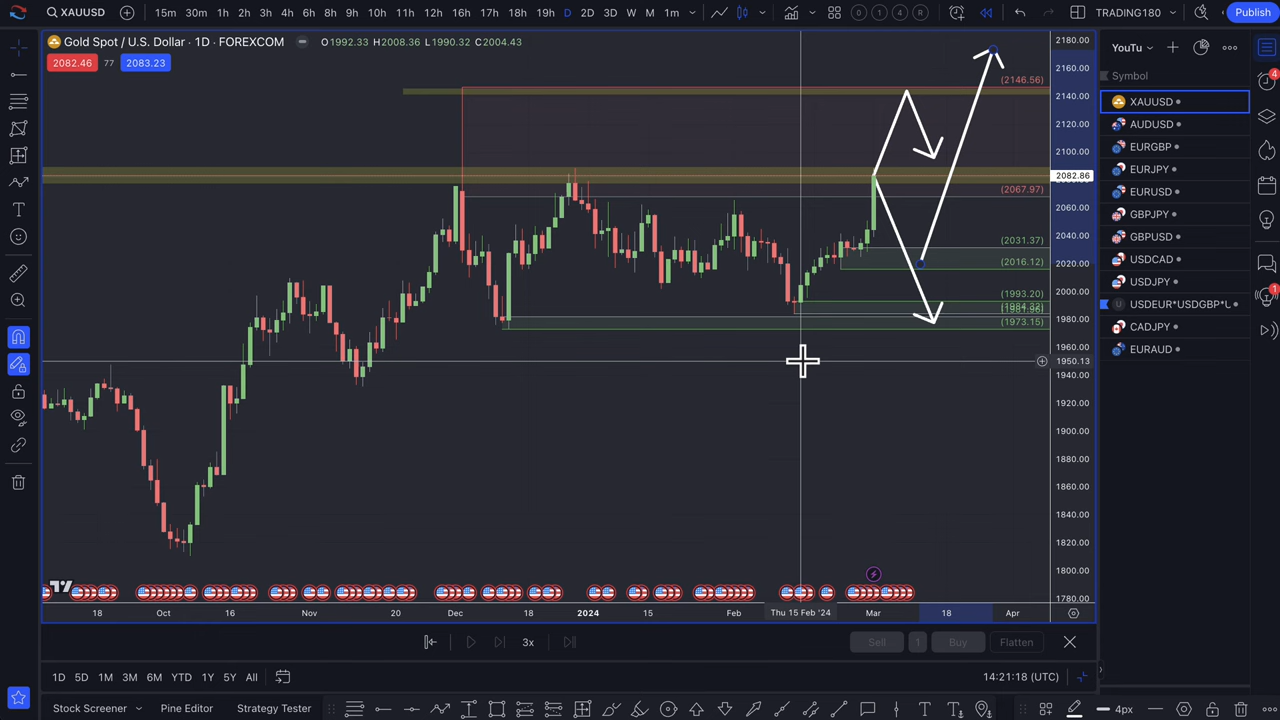 XAUUSD 15m 30m 1h 2h 3h 4h 6h 8h 9h 10h 11h 12h 15h 16h 17h 18h 19h D 2D 3D W M 1m 0 1 4 R TRADING180 Publish
Gold Spot / U.S. Dollar · 1D · FOREXCOM O1992.33 H2008.36 L1990.32 C2004.43
2082.46 77 2083.23
YouTu
Symbol
XAUUSD
AUDUSD
EURGBP
EURJPY
EURUSD
GBPJPY
GBPUSD
USDCAD
USDJPY
USDEUR*USDGBP*U
CADJPY
EURAUD
4
1
2180.00
2160.00
2140.00
2120.00
2100.00
2082.86
2060.00
2040.00
2020.00
2000.00
1980.00
1960.00
1950.13
1940.00
1920.00
1900.00
1880.00
1860.00
1840.00
1820.00
1800.00
1780.00
(2146.56)
(2067.97)
(2031.37)
(2016.12)
(1993.20)
(1973.15)
18 Oct 16 Nov 20 Dec 18 2024 15 Feb Thu 15 Feb '24 Mar 18 Apr
3x Sell 1 Buy Flatten
1D 5D 1M 3M 6M YTD 1Y 5Y All 14:21:18 (UTC)
Stock Screener Pine Editor Strategy Tester 4px